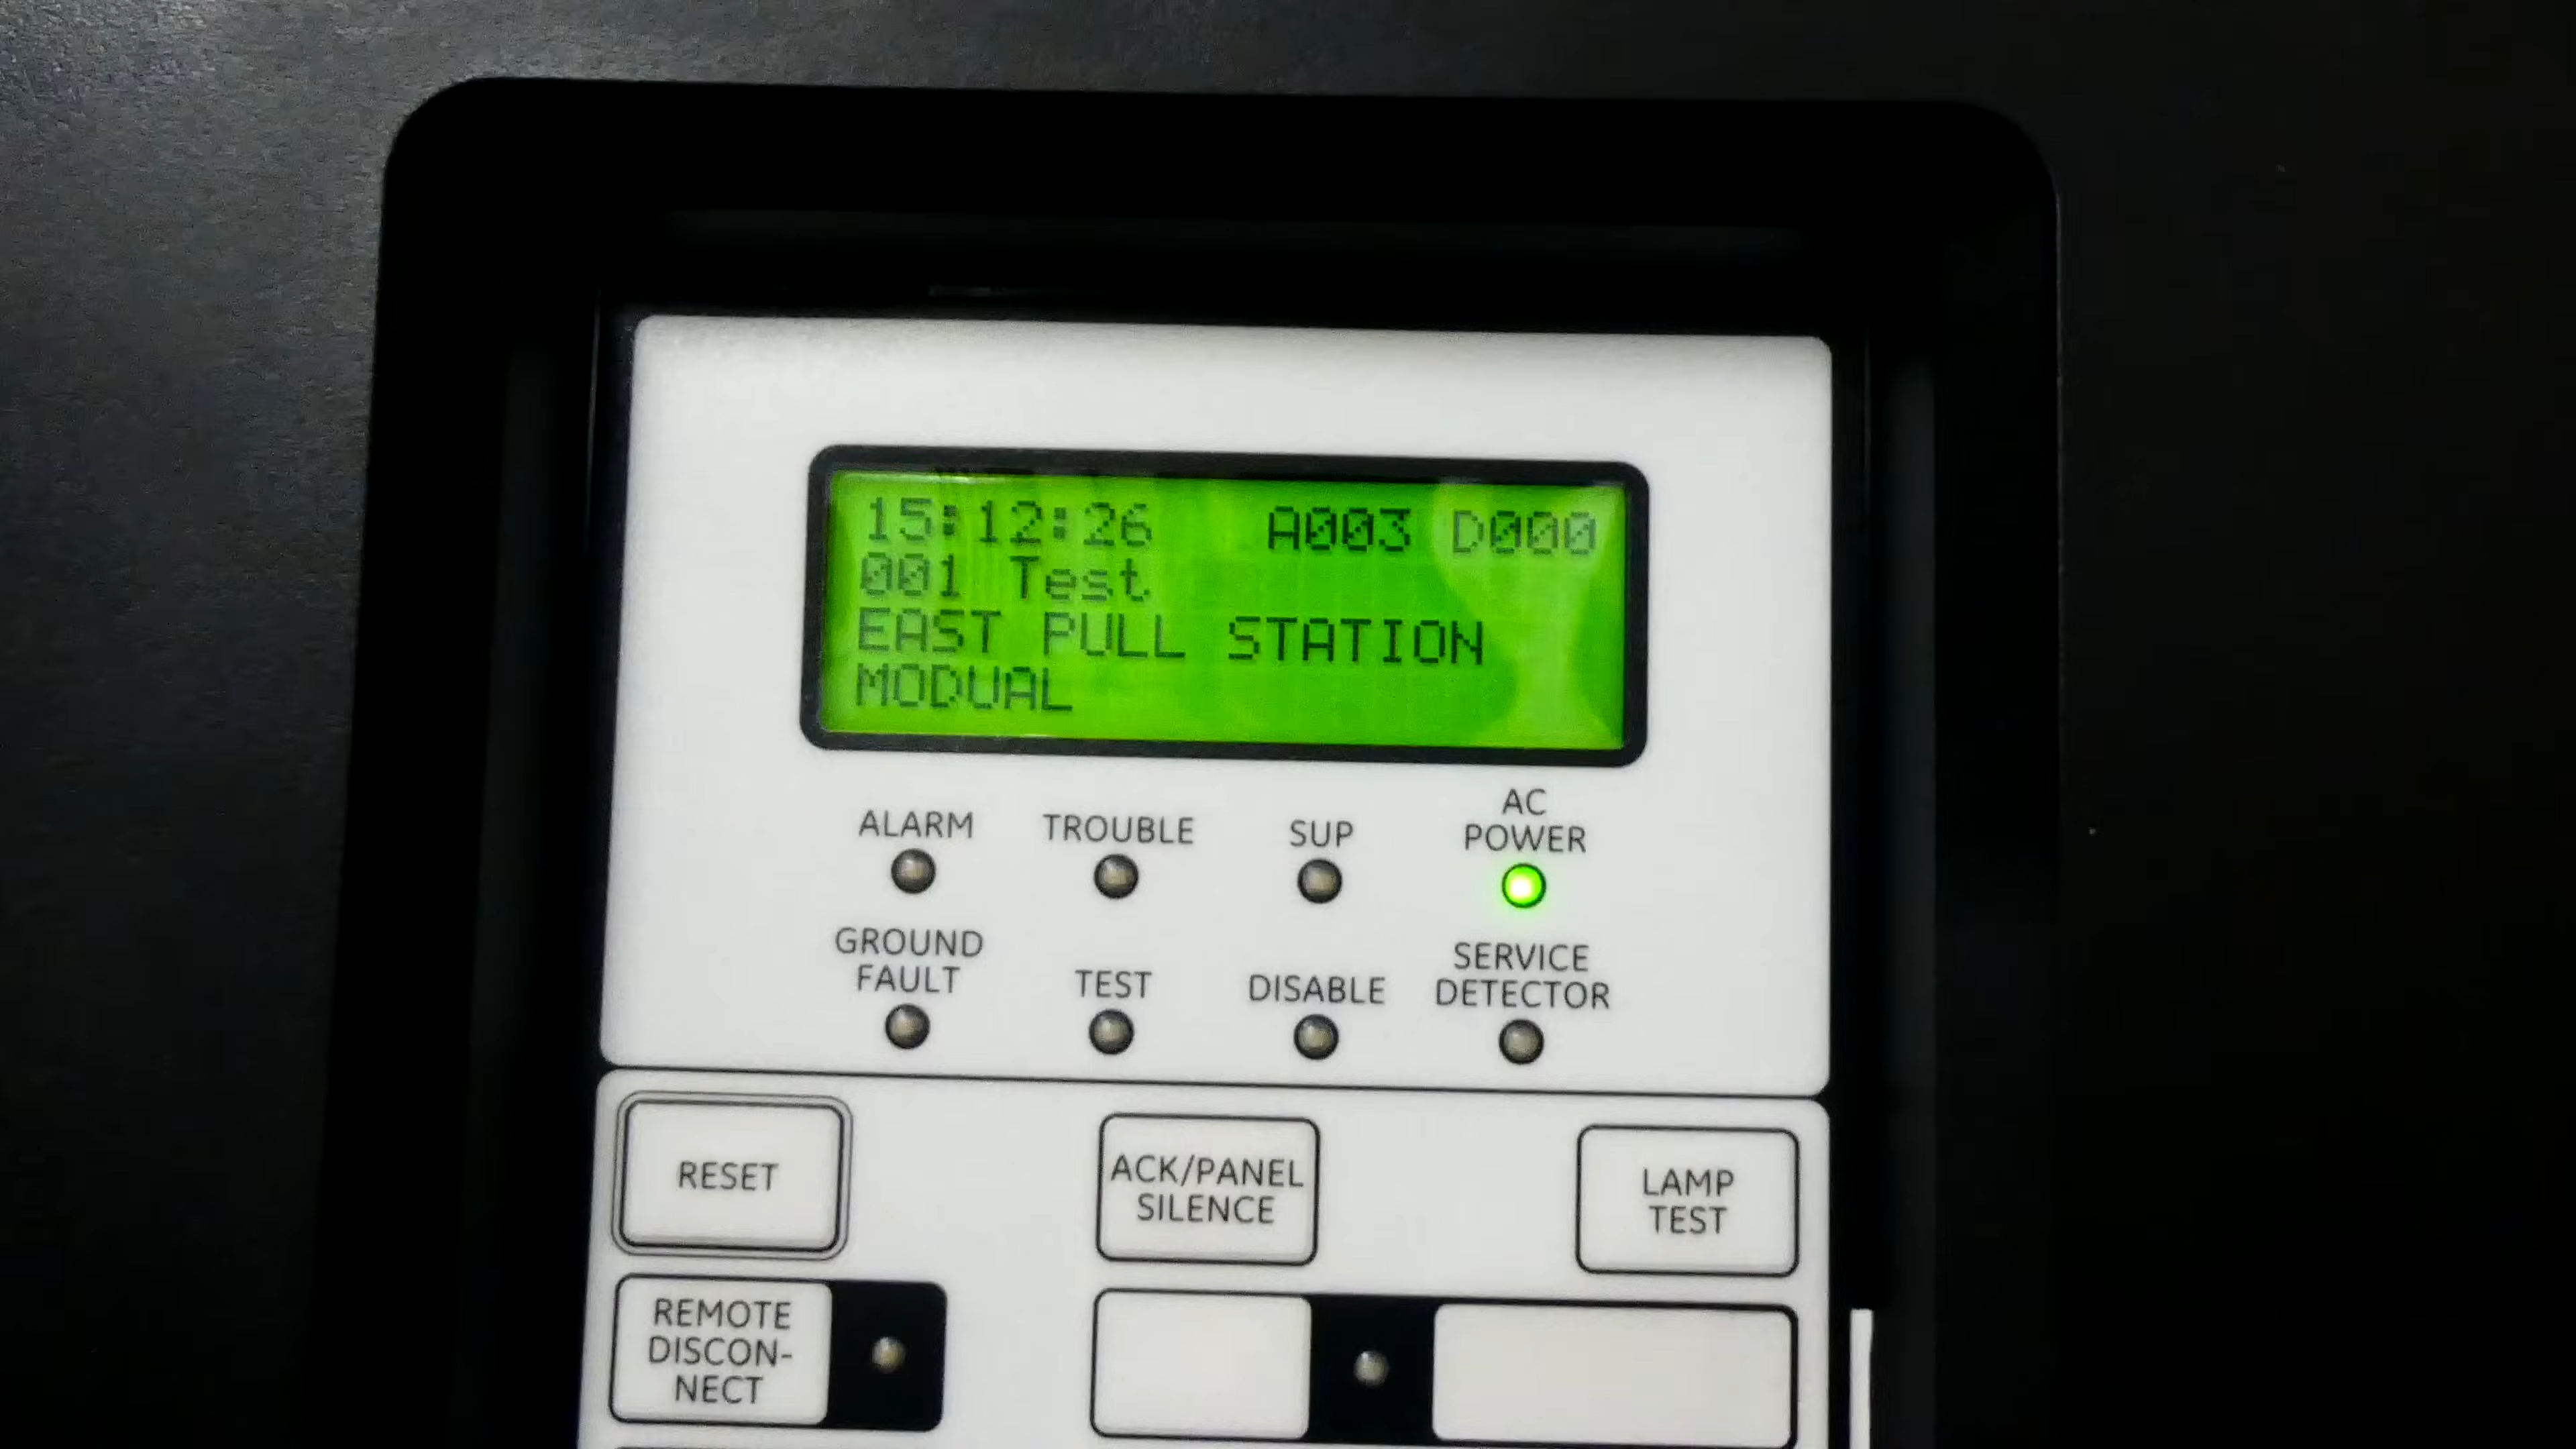 15:12:26 A003 D000
001 Test
EAST PULL STATION
MODUAL
ALARM
TROUBLE
SUP
AC
POWER
GROUND
FAULT
TEST
DISABLE
SERVICE
DETECTOR
RESET
ACK/PANEL
SILENCE
LAMP
TEST
REMOTE
DISCON-
NECT